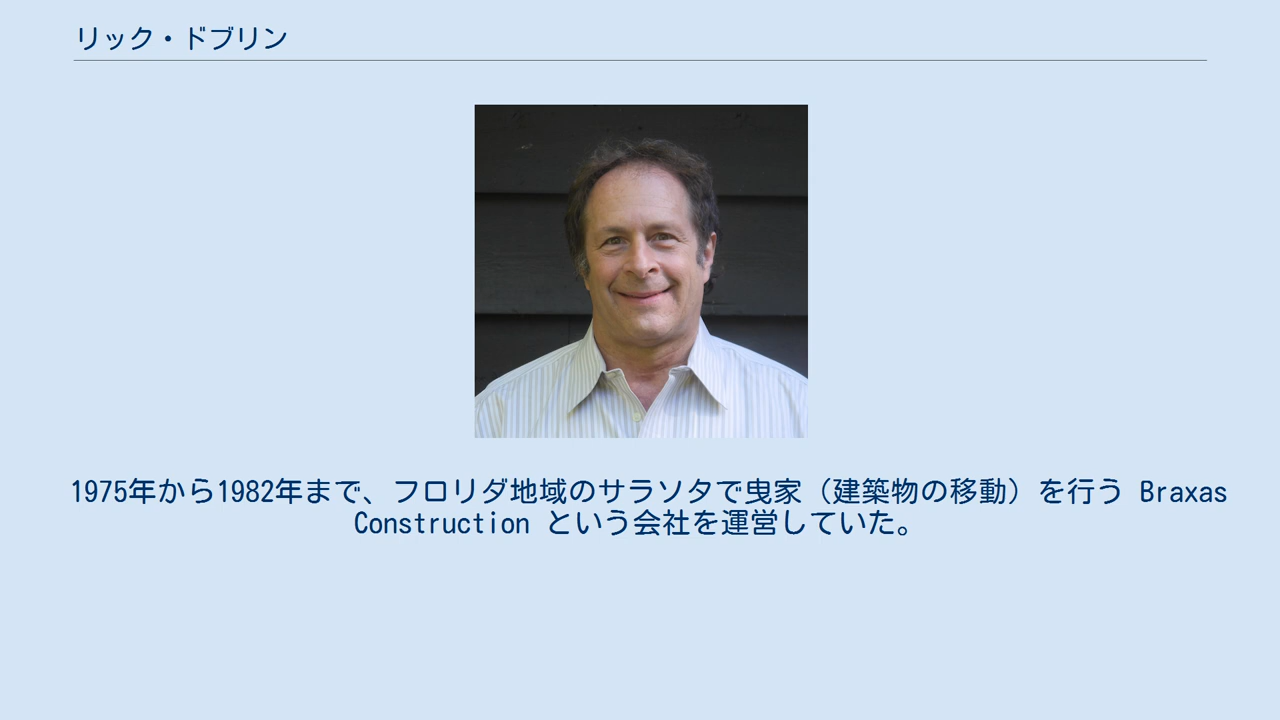 リック・ドブリン
1975年から1982年まで、フロリダ地域のサラソタで曳家（建築物の移動）を行う Braxas
Construction という会社を運営していた。